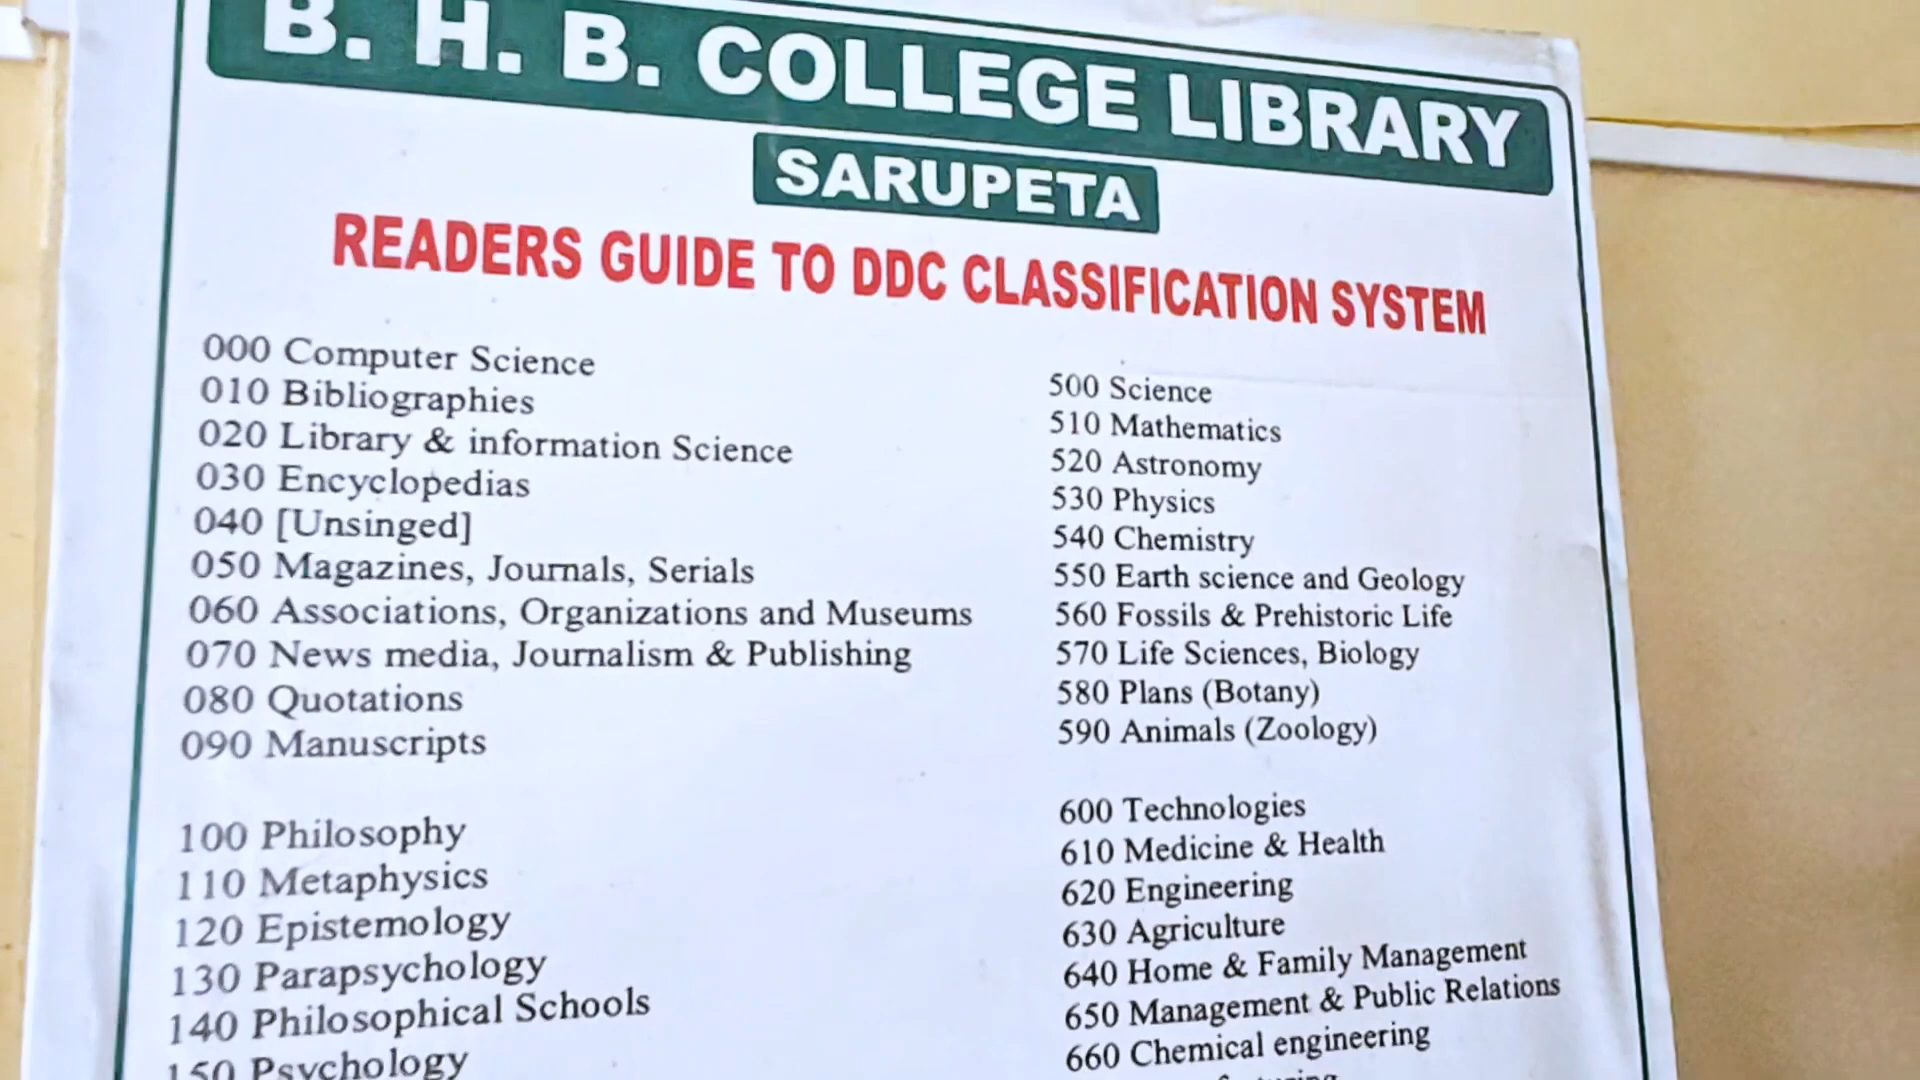 B. H. B. COLLEGE LIBRARY
SARUPETA
READERS GUIDE TO DDC CLASSIFICATION SYSTEM
000 Computer Science
010 Bibliographies
020 Library & information Science
030 Encyclopedias
040 [Unsinged]
050 Magazines, Journals, Serials
060 Associations, Organizations and Museums
070 News media, Journalism & Publishing
080 Quotations
090 Manuscripts
100 Philosophy
110 Metaphysics
120 Epistemology
130 Parapsychology
140 Philosophical Schools
150 Psychology
500 Science
510 Mathematics
520 Astronomy
530 Physics
540 Chemistry
550 Earth science and Geology
560 Fossils & Prehistoric Life
570 Life Sciences, Biology
580 Plans (Botany)
590 Animals (Zoology)
600 Technologies
610 Medicine & Health
620 Engineering
630 Agriculture
640 Home & Family Management
650 Management & Public Relations
660 Chemical engineering